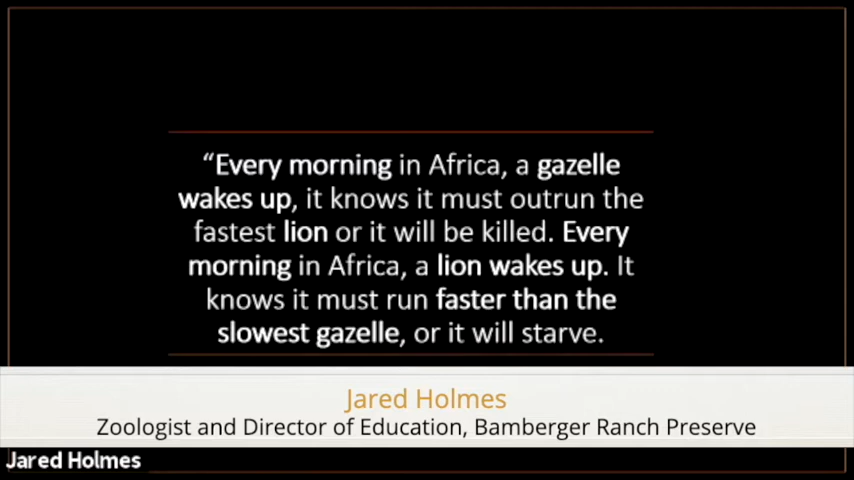 “Every morning in Africa, a gazelle
wakes up, it knows it must outrun the
fastest lion or it will be killed. Every
morning in Africa, a lion wakes up. It
knows it must run faster than the
slowest gazelle, or it will starve.
Jared Holmes
Zoologist and Director of Education, Bamberger Ranch Preserve
Jared Holmes